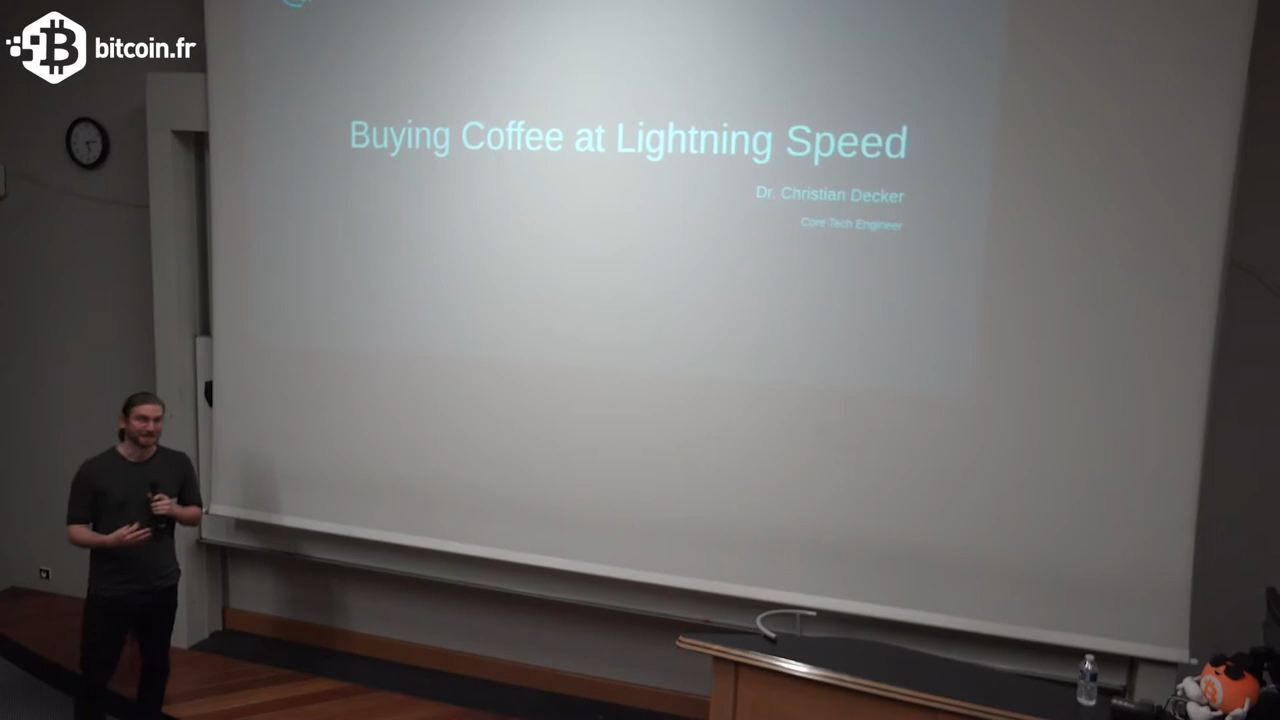 bitcoin.fr
Buying Coffee at Lightning Speed
Dr. Christian Decker
Core Tech Engineer